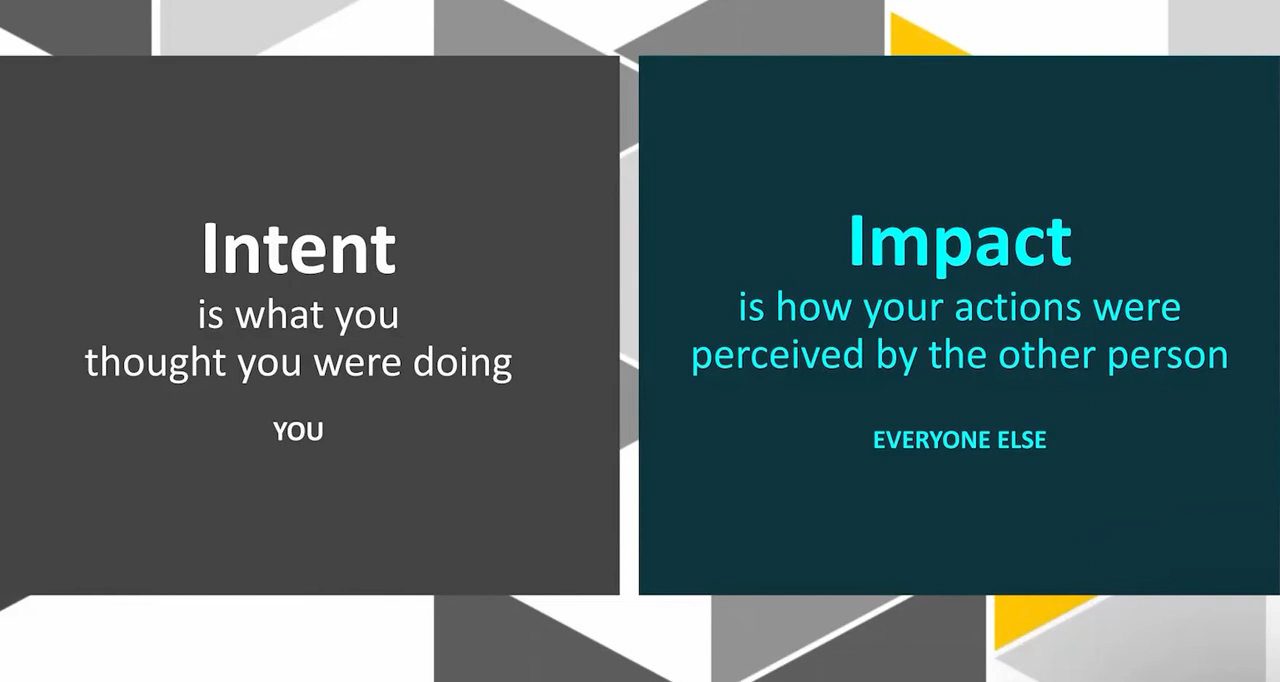 Intent
is what you
thought you were doing
YOU
Impact
is how your actions were
perceived by the other person
EVERYONE ELSE